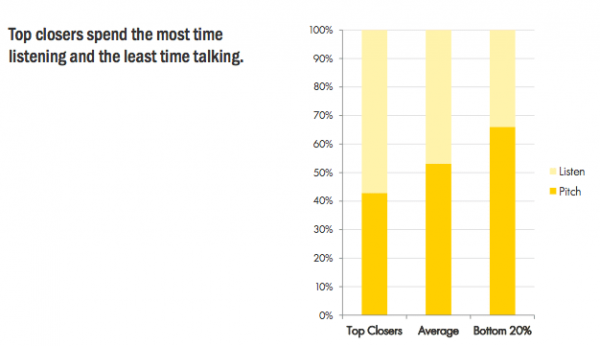 Top closers spend the most time
listening and the least time talking.
100%
90%
80%
70%
60%
50%
40%
30%
20%
10%
0%
Listen
Pitch
Top Closers Average Bottom 20%